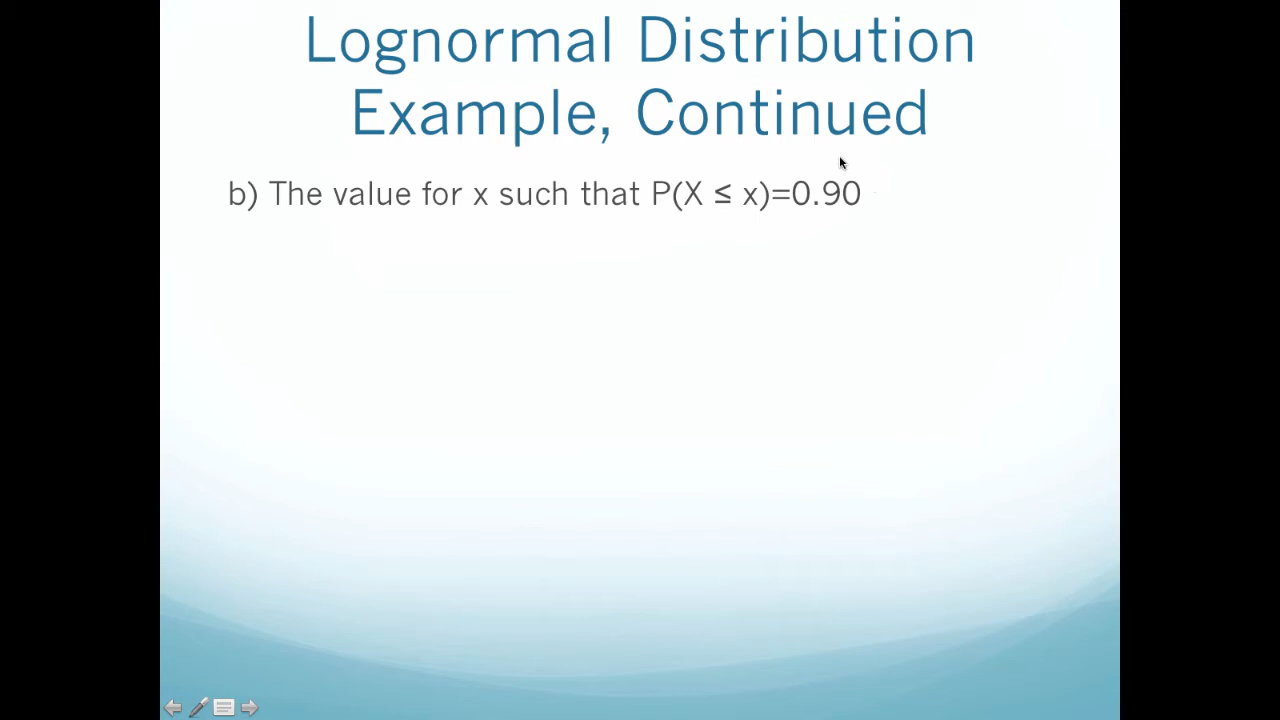 Lognormal Distribution
Example, Continued
b) The value for x such that P(X ≤ x)=0.90